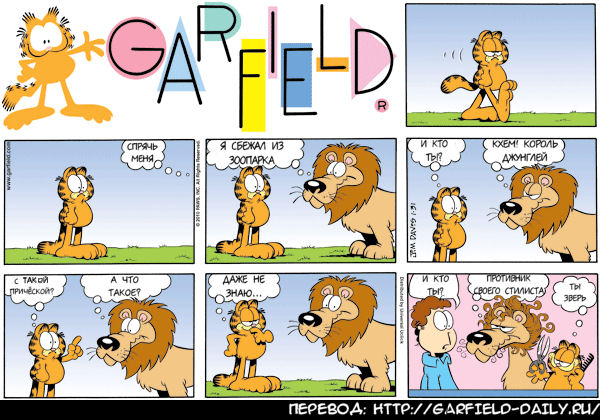 GARFIELD
®
www.garfield.com
СПРЯЧЬ
МЕНЯ
© 2010 PAWS, INC. All Rights Reserved.
Я СБЕЖАЛ ИЗ
ЗООПАРКА
И КТО
ТЫ?
КХЕМ! КОРОЛЬ
ДЖУНГЛЕЙ
JIM DAVIS 1·31
С ТАКОЙ
ПРИЧЁСКОЙ?
А ЧТО
ТАКОЕ?
ДАЖЕ НЕ
ЗНАЮ...
Distributed by Universal Uclick
И КТО
ТЫ?
ПРОТИВНИК
СВОЕГО СТИЛИСТА!
ТЫ
ЗВЕРЬ
ПЕРЕВОД: HTTP://GARFIELD-DAILY.RU/